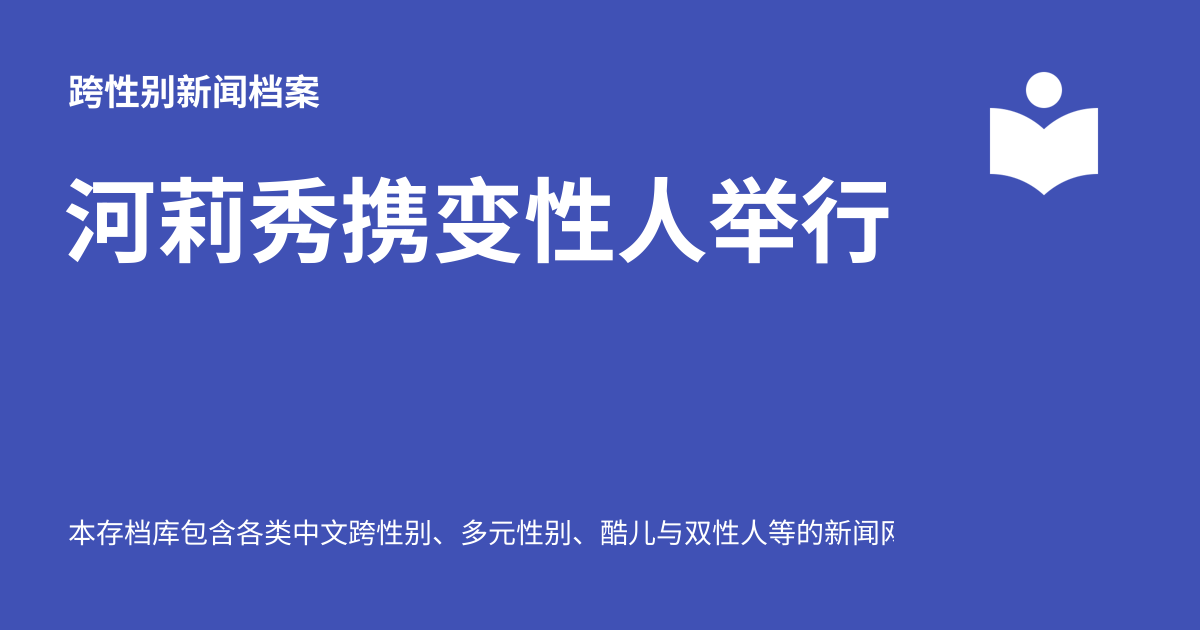 跨性别新闻档案
河莉秀携变性人举行
本存档库包含各类中文跨性别、多元性别、酷儿与双性人等的新闻